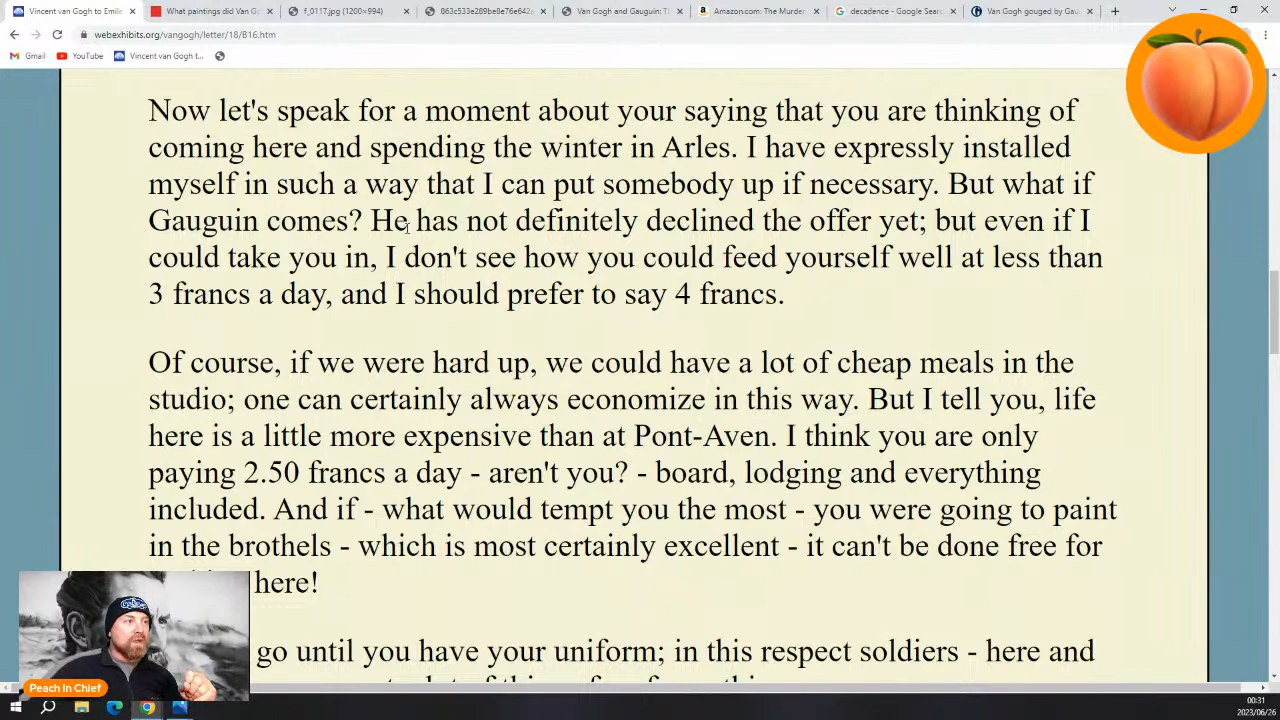 Vincent van Gogh to Emile
What paintings did Van G
f_0117.jpg (1200×994)
863c533e289be8e76e642
Van Gogh and Gauguin: T
Amazon.com: The Murder
decadence - Google Sear
Van Gogh gouged by Gau
webexhibits.org/vangogh/letter/18/B16.htm
Gmail
YouTube
Vincent van Gogh t...
Now let's speak for a moment about your saying that you are thinking of
coming here and spending the winter in Arles. I have expressly installed
myself in such a way that I can put somebody up if necessary. But what if
Gauguin comes? He has not definitely declined the offer yet; but even if I
could take you in, I don't see how you could feed yourself well at less than
3 francs a day, and I should prefer to say 4 francs.
Of course, if we were hard up, we could have a lot of cheap meals in the
studio; one can certainly always economize in this way. But I tell you, life
here is a little more expensive than at Pont-Aven. I think you are only
paying 2.50 francs a day - aren't you? - board, lodging and everything
included. And if - what would tempt you the most - you were going to paint
in the brothels - which is most certainly excellent - it can't be done free for
here!
go until you have your uniform; in this respect soldiers - here and
Peach In Chief
00:31
2023/06/26